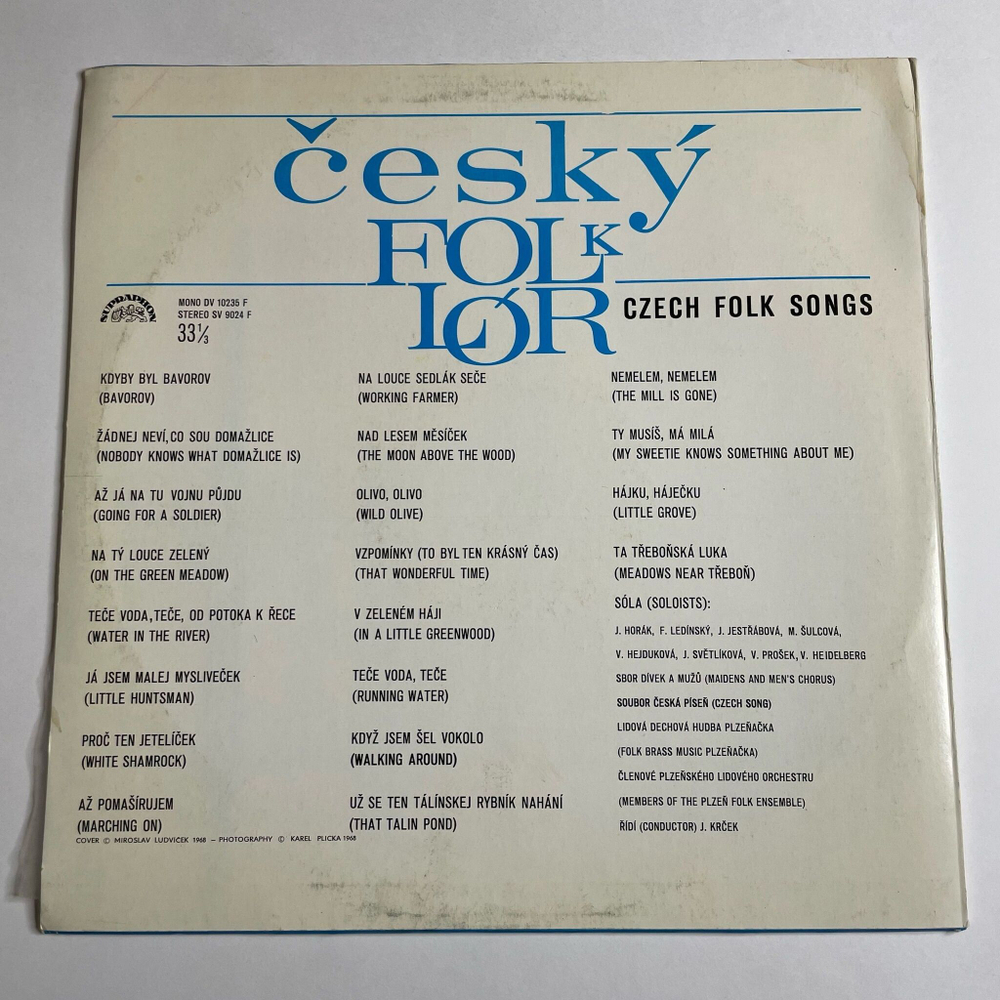 český
FOLK
LÓR
CZECH FOLK SONGS
SUPRAPHON
MONO DV 10235 F
STEREO SV 9024 F
33⅓
KDYBY BYL BAVOROV
(BAVOROV)
ŽÁDNEJ NEVÍ, CO SOU DOMAŽLICE
(NOBODY KNOWS WHAT DOMAŽLICE IS)
AŽ JÁ NA TU VOJNU PŮJDU
(GOING FOR A SOLDIER)
NA TÝ LOUCE ZELENÝ
(ON THE GREEN MEADOW)
TEČE VODA, TEČE, OD POTOKA K ŘECE
(WATER IN THE RIVER)
JÁ JSEM MALEJ MYSLIVEČEK
(LITTLE HUNTSMAN)
PROČ TEN JETELÍČEK
(WHITE SHAMROCK)
AŽ POMAŠÍRUJEM
(MARCHING ON)
NA LOUCE SEDLÁK SEČE
(WORKING FARMER)
NAD LESEM MĚSÍČEK
(THE MOON ABOVE THE WOOD)
OLIVO, OLIVO
(WILD OLIVE)
VZPOMÍNKY (TO BYL TEN KRÁSNÝ ČAS)
(THAT WONDERFUL TIME)
V ZELENÉM HÁJI
(IN A LITTLE GREENWOOD)
TEČE VODA, TEČE
(RUNNING WATER)
KDYŽ JSEM ŠEL VOKOLO
(WALKING AROUND)
UŽ SE TEN TÁLÍNSKEJ RYBNÍK NAHÁNÍ
(THAT TALIN POND)
NEMELEM, NEMELEM
(THE MILL IS GONE)
TY MUSÍŠ, MÁ MILÁ
(MY SWEETIE KNOWS SOMETHING ABOUT ME)
HÁJKU, HÁJEČKU
(LITTLE GROVE)
TA TŘEBOŇSKÁ LUKA
(MEADOWS NEAR TŘEBOŇ)
SÓLA (SOLOISTS):
J. HORÁK, F. LEDÍNSKÝ, J. JESTŘÁBOVÁ, M. ŠULCOVÁ,
V. HEJDUKOVÁ, J. SVĚTLÍKOVÁ, V. PROŠEK, V. HEIDELBERG
SBOR DÍVEK A MUŽŮ (MAIDENS AND MEN'S CHORUS)
SOUBOR ČESKÁ PÍSEŇ (CZECH SONG)
LIDOVÁ DECHOVÁ HUDBA PLZEŇAČKA
(FOLK BRASS MUSIC PLZEŇAČKA)
ČLENOVÉ PLZEŇSKÉHO LIDOVÉHO ORCHESTRU
(MEMBERS OF THE PLZEŇ FOLK ENSEMBLE)
ŘÍDÍ (CONDUCTOR) J. KRČEK
COVER © MIROSLAV LUDVÍČEK 1968 – PHOTOGRAPHY © KAREL PLICKA 1968